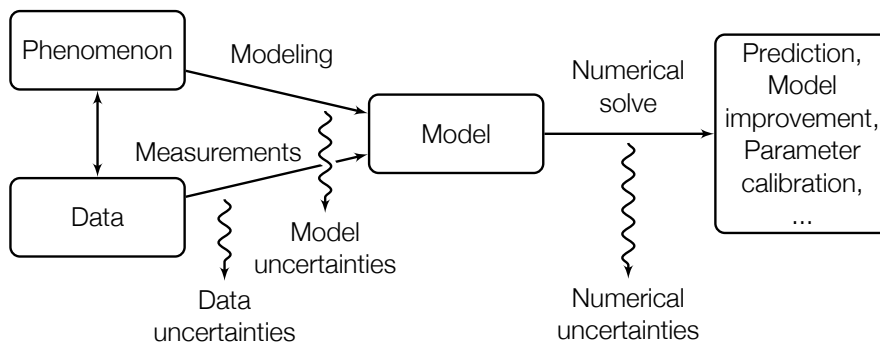 Phenomenon
Modeling
Measurements
Data
Model
uncertainties
Data
uncertainties
Model
Numerical
solve
Numerical
uncertainties
Prediction,
Model
improvement,
Parameter
calibration,
...